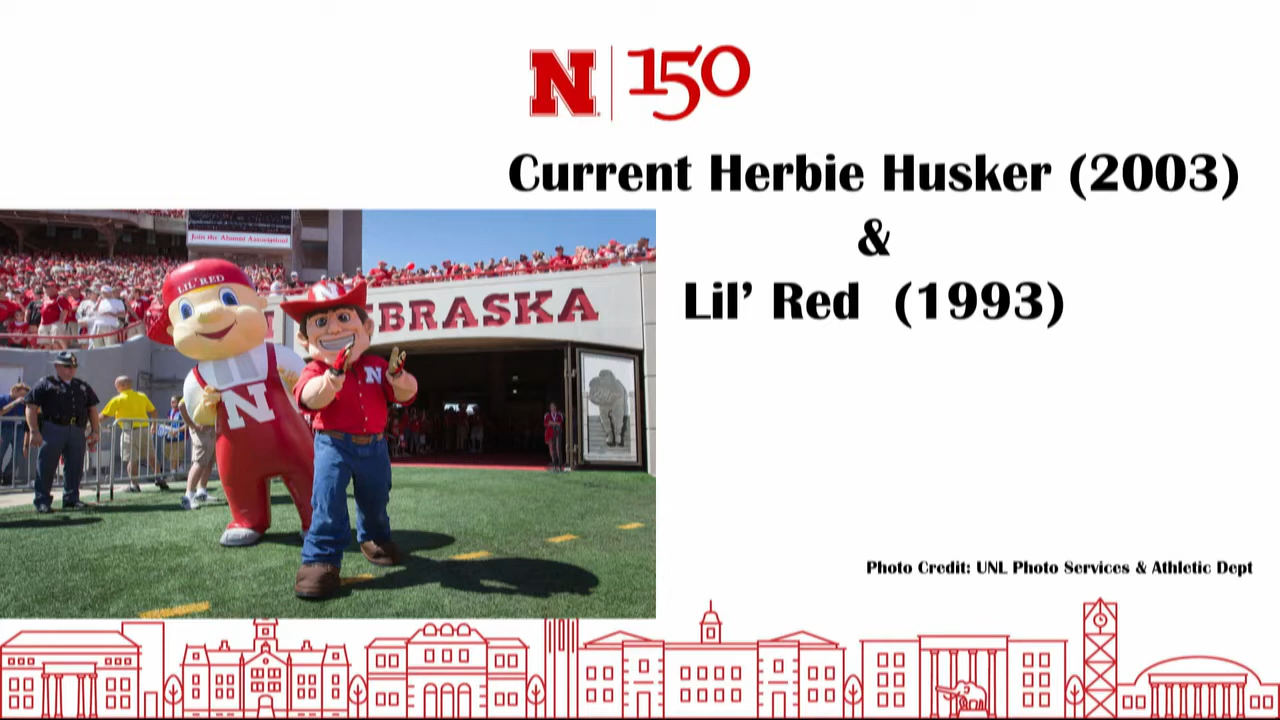 N 150
Current Herbie Husker (2003)
&
Lil’ Red (1993)
Join the Alumni Association!
LIL' RED
EBRASKA
N
N
Photo Credit: UNL Photo Services & Athletic Dept